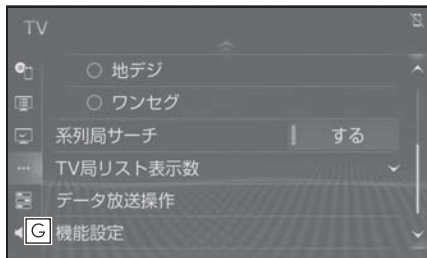 TV
○ 地デジ
○ ワンセグ
系列局サーチ する
TV局リスト表示数
データ放送操作
G 機能設定